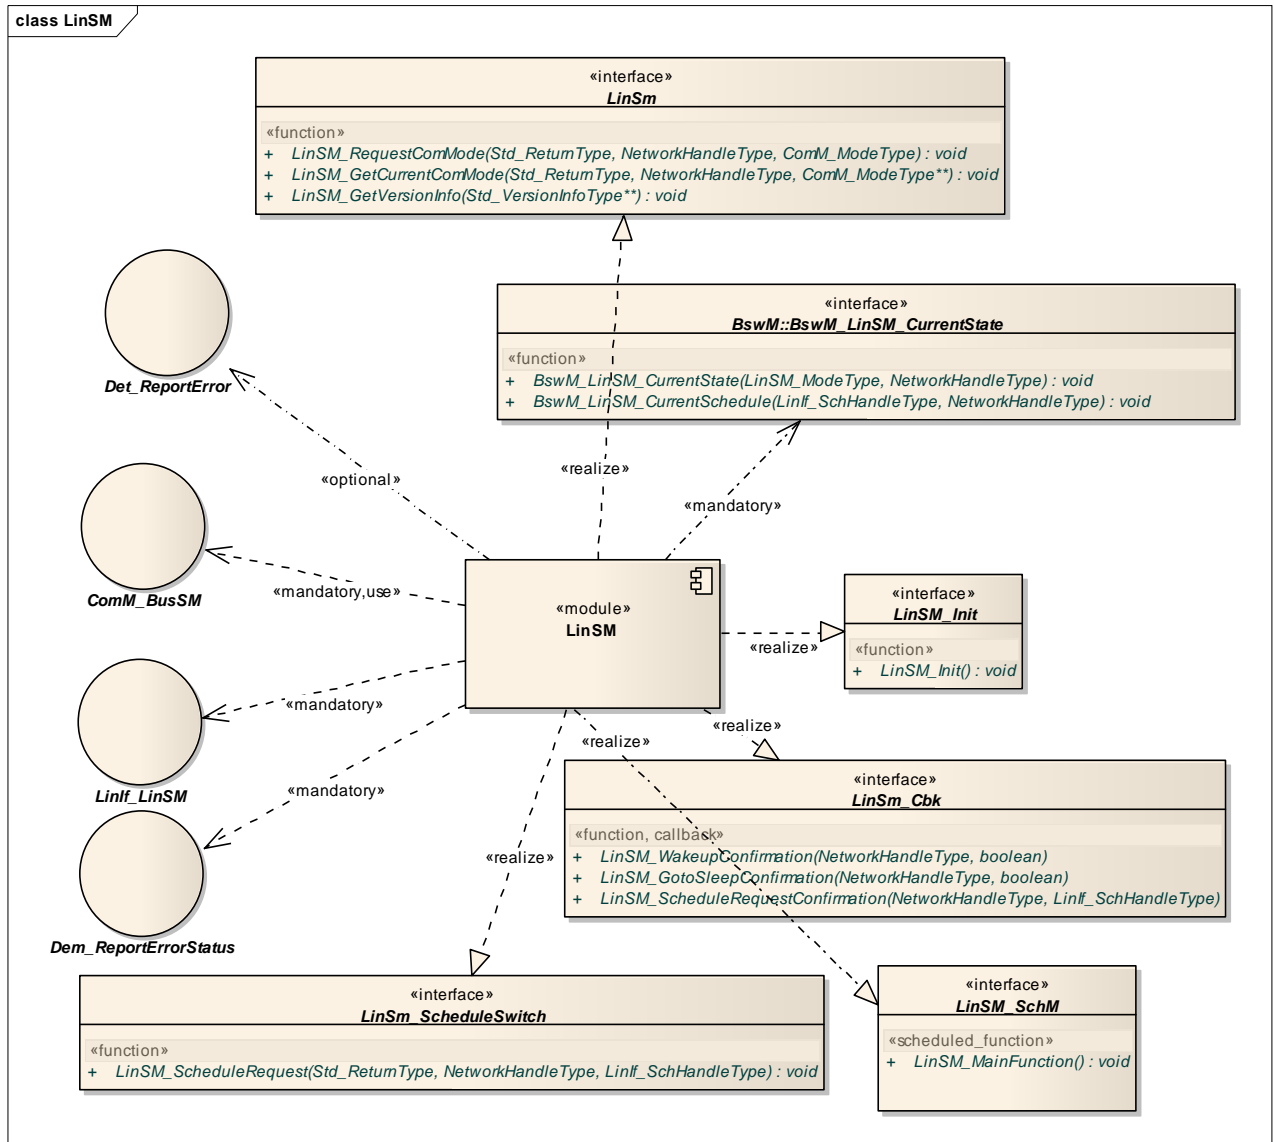 class LinSM
«interface»
LinSm
«function»
+ LinSM_RequestComMode(Std_ReturnType, NetworkHandleType, ComM_ModeType) : void
+ LinSM_GetCurrentComMode(Std_ReturnType, NetworkHandleType, ComM_ModeType**) : void
+ LinSM_GetVersionInfo(Std_VersionInfoType**) : void
«interface»
BswM::BswM_LinSM_CurrentState
«function»
+ BswM_LinSM_CurrentState(LinSM_ModeType, NetworkHandleType) : void
+ BswM_LinSM_CurrentSchedule(LinIf_SchHandleType, NetworkHandleType) : void
Det_ReportError
«optional»
«realize»
«mandatory»
ComM_BusSM
«mandatory,use»
«module»
LinSM
«interface»
LinSM_Init
«function»
+ LinSM_Init() : void
«realize»
«mandatory»
LinIf_LinSM
«mandatory»
Dem_ReportErrorStatus
«realize»
«realize»
«interface»
LinSm_Cbk
«function, callback»
+ LinSM_WakeupConfirmation(NetworkHandleType, boolean)
+ LinSM_GotoSleepConfirmation(NetworkHandleType, boolean)
+ LinSM_ScheduleRequestConfirmation(NetworkHandleType, LinIf_SchHandleType)
«realize»
«interface»
LinSm_ScheduleSwitch
«function»
+ LinSM_ScheduleRequest(Std_ReturnType, NetworkHandleType, LinIf_SchHandleType) : void
«interface»
LinSM_SchM
«scheduled_function»
+ LinSM_MainFunction() : void